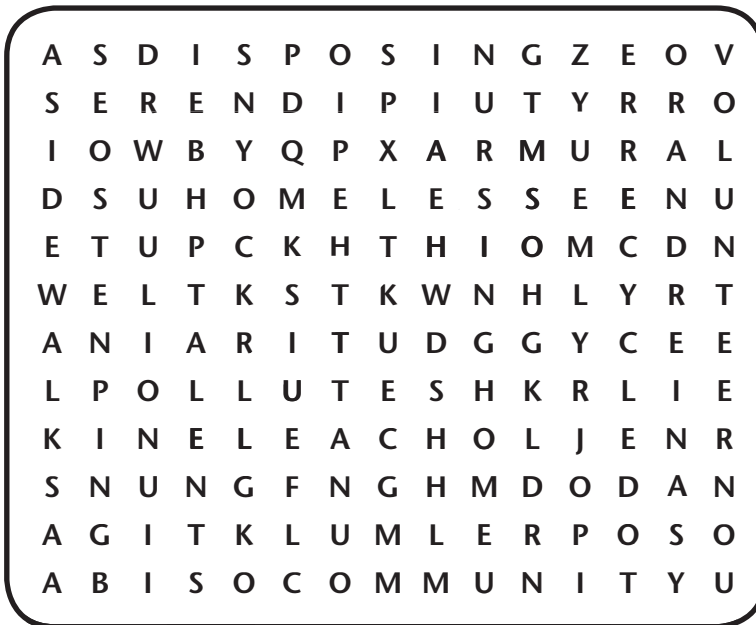 A S D I S P O S I N G Z E O V
S E R E N D I P I U T Y R R O
I O W B Y Q P X A R M U R A L
D S U H O M E L E S S E E N U
E T U P C K H T H I O M C D N
W E L T K S T K W N H L Y R T
A N I A R I T U D G G Y C E E
L P O L L U T E S H K R L I E
K I N E L E A C H O L J E N R
S N U N G F N G H M D O D A N
A G I T K L U M L E R P O S O
A B I S O C O M M U N I T Y U